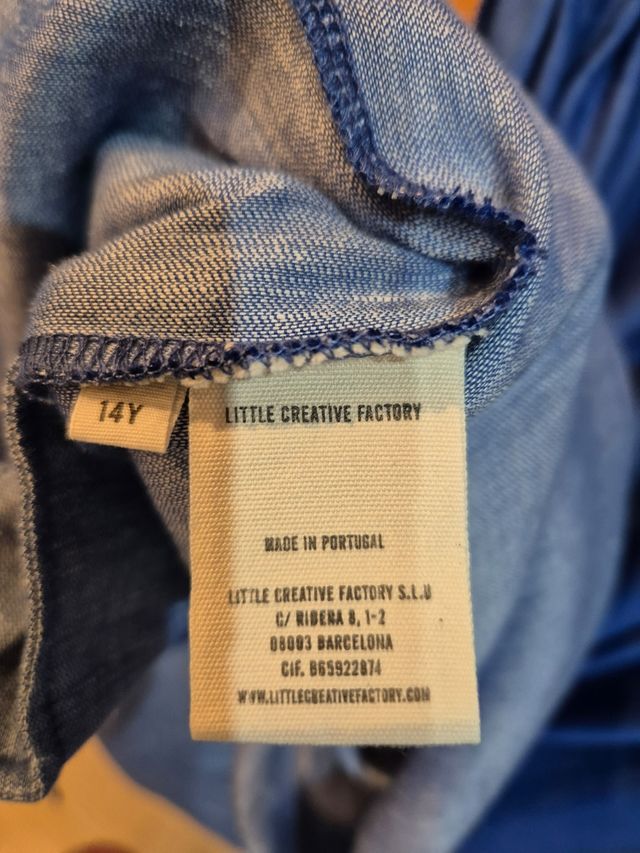 14Y
LITTLE CREATIVE FACTORY
MADE IN PORTUGAL
LITTLE CREATIVE FACTORY S.L.U
C/ RIBERA 8, 1-2
08003 BARCELONA
CIF. B65922874
WWW.LITTLECREATIVEFACTORY.COM